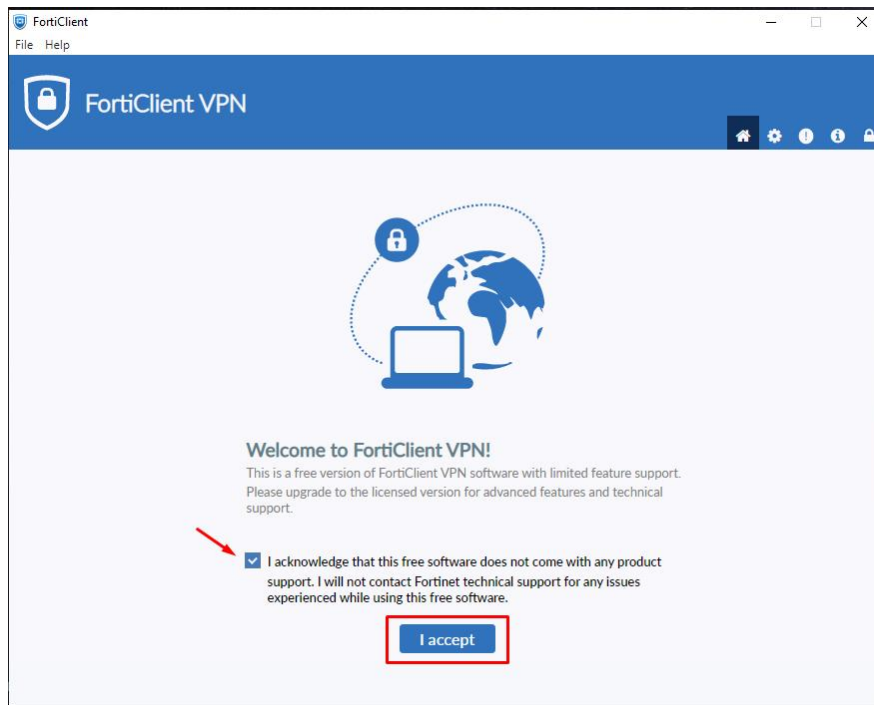 FortiClient
File Help
FortiClient VPN
Welcome to FortiClient VPN!
This is a free version of FortiClient VPN software with limited feature support.
Please upgrade to the licensed version for advanced features and technical
support.
I acknowledge that this free software does not come with any product
support. I will not contact Fortinet technical support for any issues
experienced while using this free software.
I accept